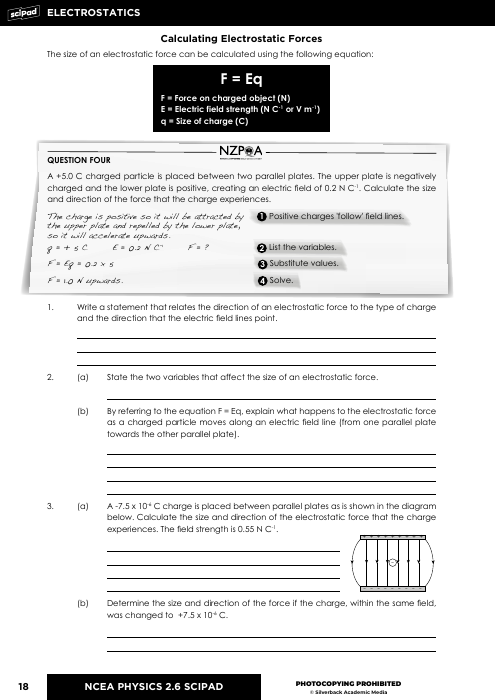 scipad ELECTROSTATICS
Calculating Electrostatic Forces
The size of an electrostatic force can be calculated using the following equation:
F = Eq
F = Force on charged object (N)
E = Electric field strength (N C⁻¹ or V m⁻¹)
q = Size of charge (C)
NZPQA
QUESTION FOUR
A +5.0 C charged particle is placed between two parallel plates. The upper plate is negatively
charged and the lower plate is positive, creating an electric field of 0.2 N C⁻¹. Calculate the size
and direction of the force that the charge experiences.
The charge is positive so it will be attracted by
the upper plate and repelled by the lower plate,
so it will accelerate upwards.
1 Positive charges 'follow' field lines.
q = + 5 C E = 0.2 N C⁻¹ F = ?
2 List the variables.
F = Eq = 0.2 x 5
3 Substitute values.
F = 1.0 N upwards.
4 Solve.
1. Write a statement that relates the direction of an electrostatic force to the type of charge
and the direction that the electric field lines point.
2. (a) State the two variables that affect the size of an electrostatic force.
(b) By referring to the equation F = Eq, explain what happens to the electrostatic force
as a charged particle moves along an electric field line (from one parallel plate
towards the other parallel plate).
3. (a) A -7.5 x 10⁻⁶ C charge is placed between parallel plates as is shown in the diagram
below. Calculate the size and direction of the electrostatic force that the charge
experiences. The field strength is 0.55 N C⁻¹.
(b) Determine the size and direction of the force if the charge, within the same field,
was changed to +7.5 x 10⁻⁶ C.
18 NCEA PHYSICS 2.6 SCIPAD
PHOTOCOPYING PROHIBITED
© Silverback Academic Media